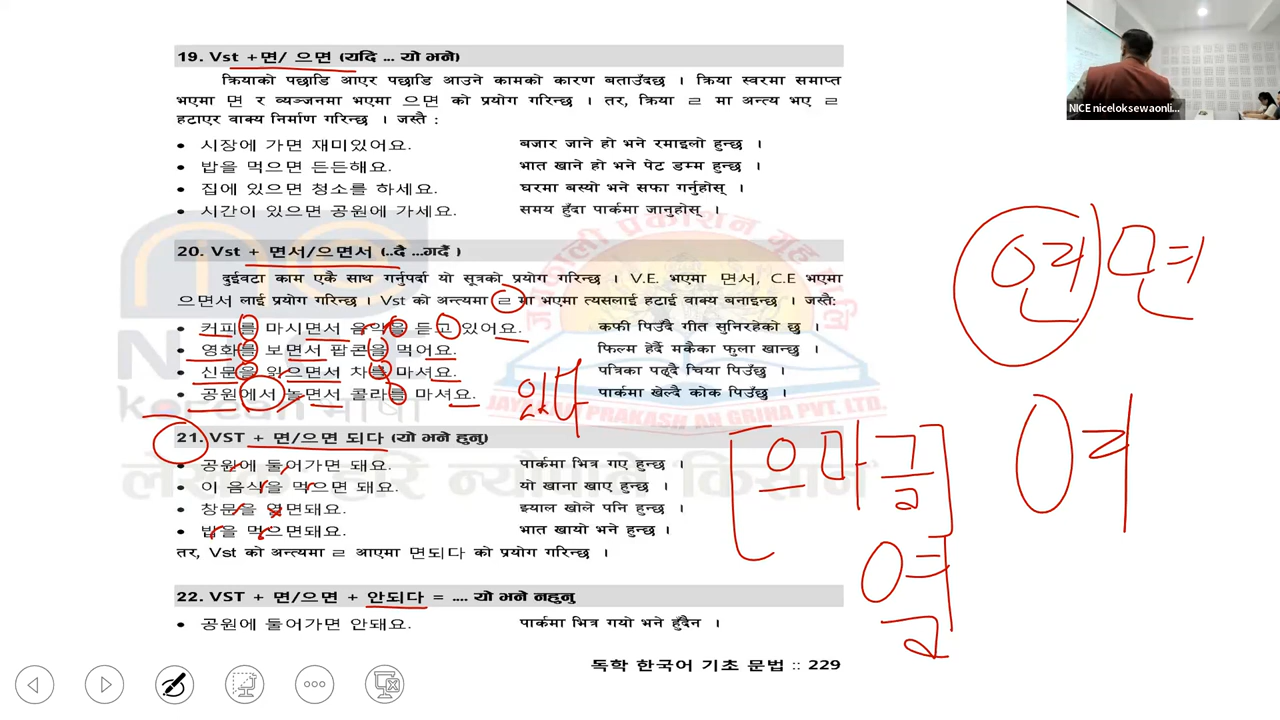 19. Vst +면/ 으면 (यदि ... यो भने)
क्रियाको पछाडि आएर पछाडि आउने कामको कारण बताउँदछ । क्रिया स्वरमा समाप्त
भएमा 면 र व्यञ्जनमा भएमा 으면 को प्रयोग गरिन्छ । तर, क्रिया ㄹ मा अन्त्य भए ㄹ
हटाएर वाक्य निर्माण गरिन्छ । जस्तै :
• 시장에 가면 재미있어요. बजार जाने हो भने रमाइलो हुन्छ ।
• 밥을 먹으면 든든해요. भात खाने हो भने पेट डम्म हुन्छ ।
• 집에 있으면 청소를 하세요. घरमा बस्यो भने सफा गर्नुहोस् ।
• 시간이 있으면 공원에 가세요. समय हुँदा पार्कमा जानुहोस् ।
20. Vst + 면서/으면서 (..दै ...गर्दै)
दुईवटा काम एकै साथ गर्नुपर्दा यो सूत्रको प्रयोग गरिन्छ । V.E. भएमा 면서, C.E भएमा
으면서 लाई प्रयोग गरिन्छ । Vst को अन्त्यमा ㄹ मा भएमा त्यसलाई हटाई वाक्य बनाइन्छ । जस्तै:
• 커피를 마시면서 음악을 듣고 있어요. कफी पिउँदै गीत सुनिरहेको छु ।
• 영화를 보면서 팝콘을 먹어요. फिल्म हेर्दै मकैका फुला खान्छु ।
• 신문을 읽으면서 차를 마셔요. पत्रिका पढ्दै चिया पिउँछु ।
• 공원에서 놀면서 콜라를 마셔요. पार्कमा खेल्दै कोक पिउँछु ।
21. VST + 면/으면 되다 (यो भने हुनु)
• 공원에 둘어가면 돼요. पार्कमा भित्र गए हुन्छ ।
• 이 음식을 먹으면 돼요. यो खाना खाए हुन्छ ।
• 창문을 열면돼요. झ्याल खोले पनि हुन्छ ।
• 밥을 먹으면돼요. भात खायो भने हुन्छ ।
तर, Vst को अन्त्यमा ㄹ आएमा 면되다 को प्रयोग गरिन्छ ।
22. VST + 면/으면 + 안되다 = .... यो भने नहुनु
• 공원에 둘어가면 안돼요. पार्कमा भित्र गयो भने हुँदैन ।
독학 한국어 기초 문법 :: 229
NICE niceloksewaonli...